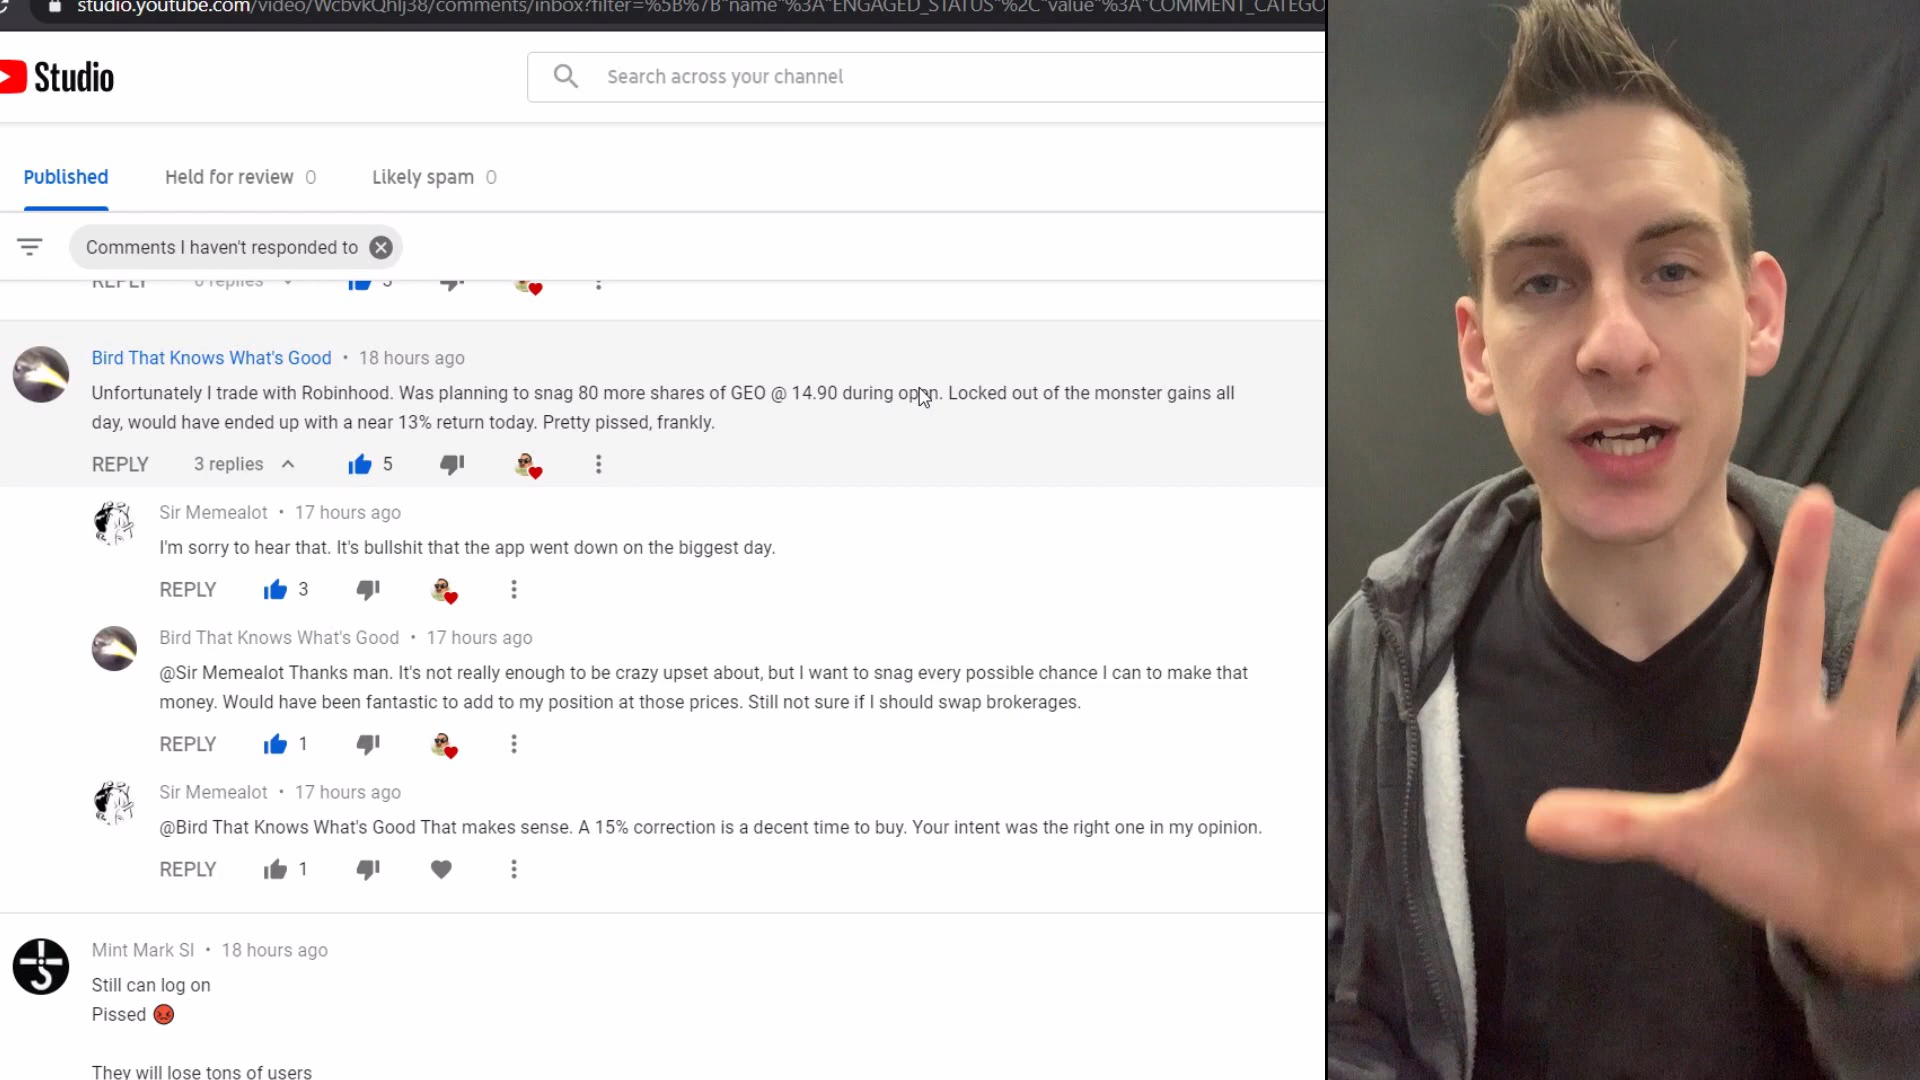 studio.youtube.com/video/WcbvkQhIj38/comments/inbox?filter=%5B%7B"name"%3A"ENGAGED_STATUS"%2C"value"%3A"COMMENT_CATEGO
Studio
Search across your channel
Published Held for review 0 Likely spam 0
Comments I haven't responded to
REPLY 6 replies 3
Bird That Knows What's Good • 18 hours ago
Unfortunately I trade with Robinhood. Was planning to snag 80 more shares of GEO @ 14.90 during open. Locked out of the monster gains all
day, would have ended up with a near 13% return today. Pretty pissed, frankly.
REPLY 3 replies 5
Sir Memealot • 17 hours ago
I'm sorry to hear that. It's bullshit that the app went down on the biggest day.
REPLY 3
Bird That Knows What's Good • 17 hours ago
@Sir Memealot Thanks man. It's not really enough to be crazy upset about, but I want to snag every possible chance I can to make that
money. Would have been fantastic to add to my position at those prices. Still not sure if I should swap brokerages.
REPLY 1
Sir Memealot • 17 hours ago
@Bird That Knows What's Good That makes sense. A 15% correction is a decent time to buy. Your intent was the right one in my opinion.
REPLY 1
Mint Mark SI • 18 hours ago
Still can log on
Pissed 😡
They will lose tons of users